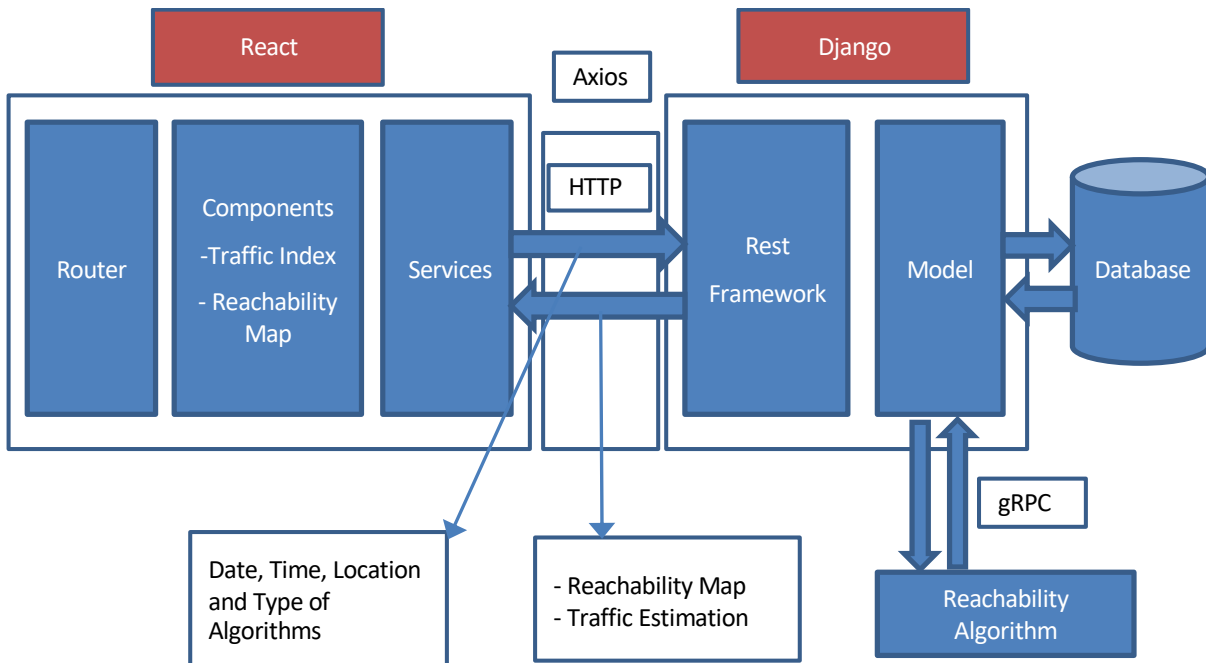 React
Django
Axios
HTTP
Router
Components
-Traffic Index
- Reachability
Map
Services
Rest
Framework
Model
Database
gRPC
Date, Time, Location
and Type of
Algorithms
- Reachability Map
- Traffic Estimation
Reachability
Algorithm